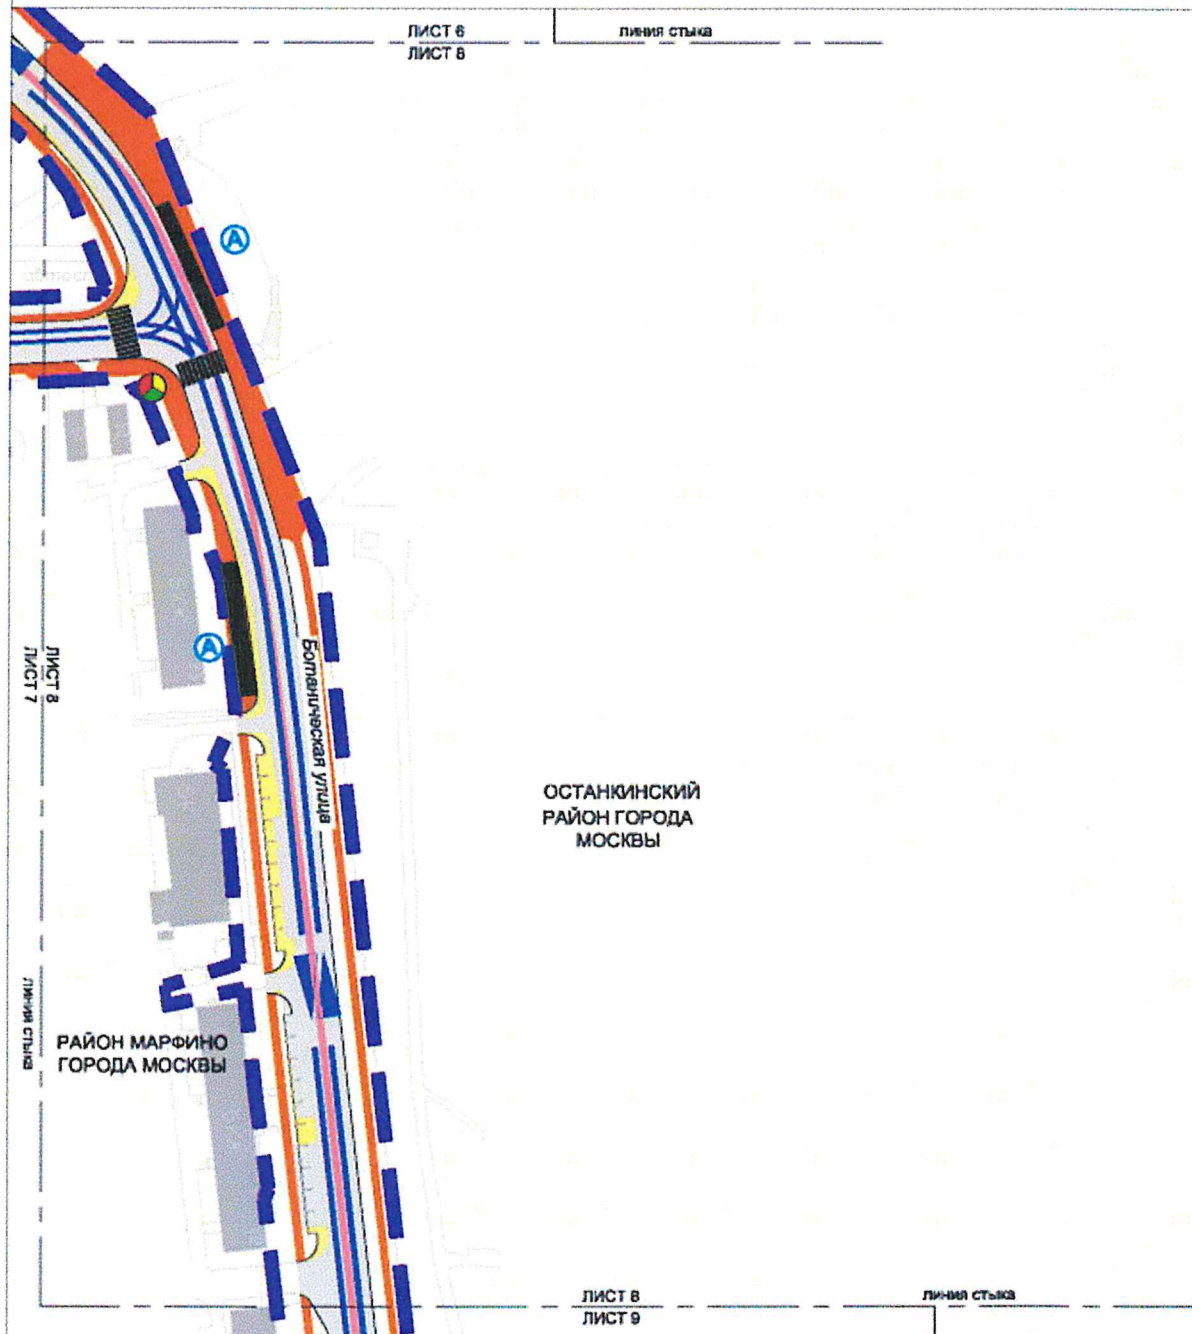 ЛИСТ 6
ЛИНИЯ СТЫКА
ЛИСТ 8
А
А
ЛИСТ 8
ЛИСТ 7
Ботаническая улица
ОСТАНКИНСКИЙ
РАЙОН ГОРОДА
МОСКВЫ
ЛИНИЯ СТЫКА
РАЙОН МАРФИНО
ГОРОДА МОСКВЫ
ЛИСТ 8
ЛИНИЯ СТЫКА
ЛИСТ 9